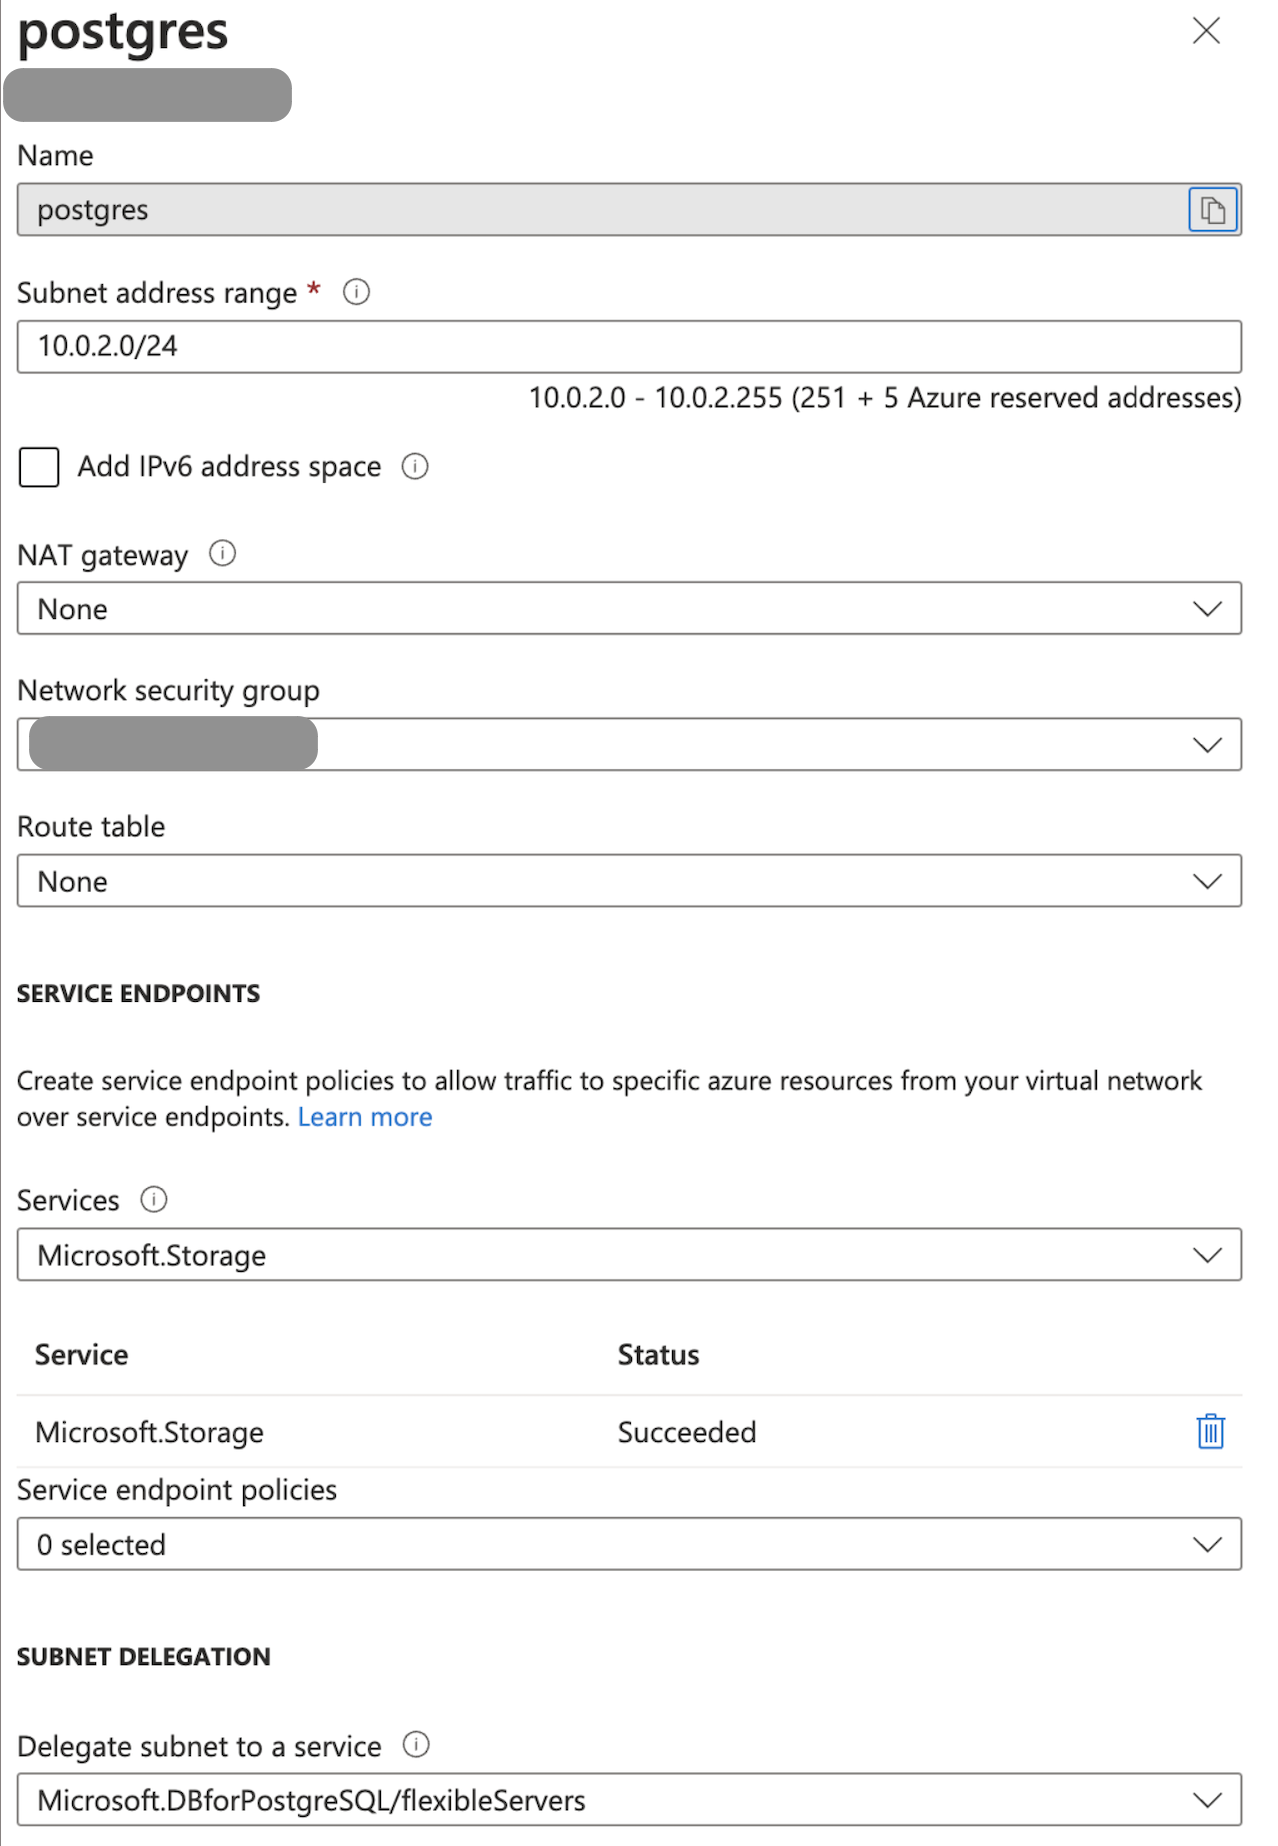 postgres
Name
postgres
Subnet address range *
10.0.2.0/24
10.0.2.0 - 10.0.2.255 (251 + 5 Azure reserved addresses)
Add IPv6 address space
NAT gateway
None
Network security group
Route table
None
SERVICE ENDPOINTS
Create service endpoint policies to allow traffic to specific azure resources from your virtual network
over service endpoints. Learn more
Services
Microsoft.Storage
Service Status
Microsoft.Storage Succeeded
Service endpoint policies
0 selected
SUBNET DELEGATION
Delegate subnet to a service
Microsoft.DBforPostgreSQL/flexibleServers